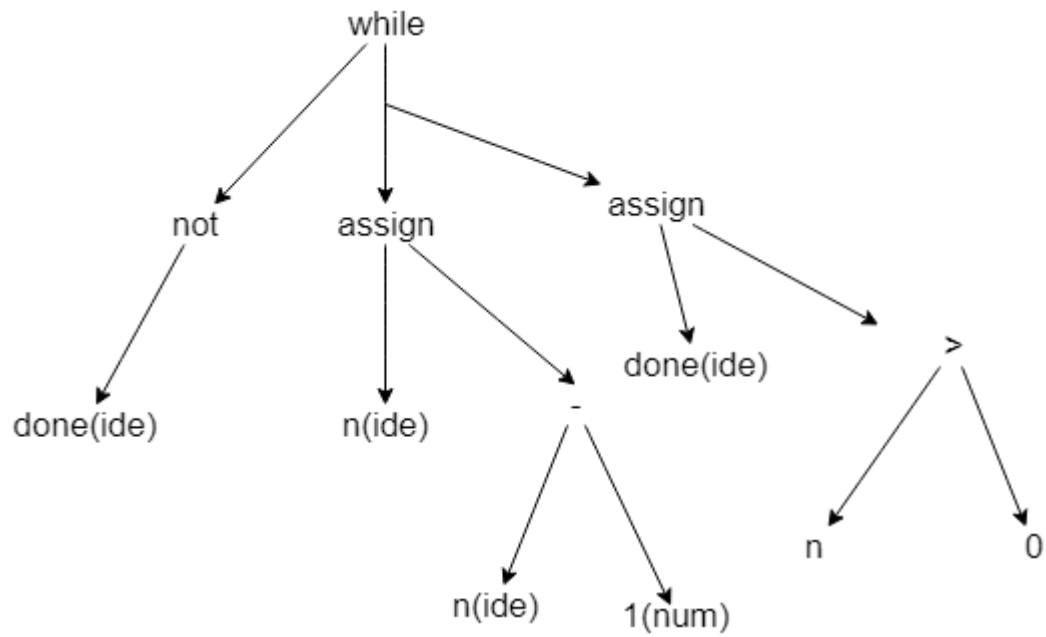 while
not
assign
assign
done(ide)
n(ide)
-
done(ide)
>
n(ide)
1(num)
n
0